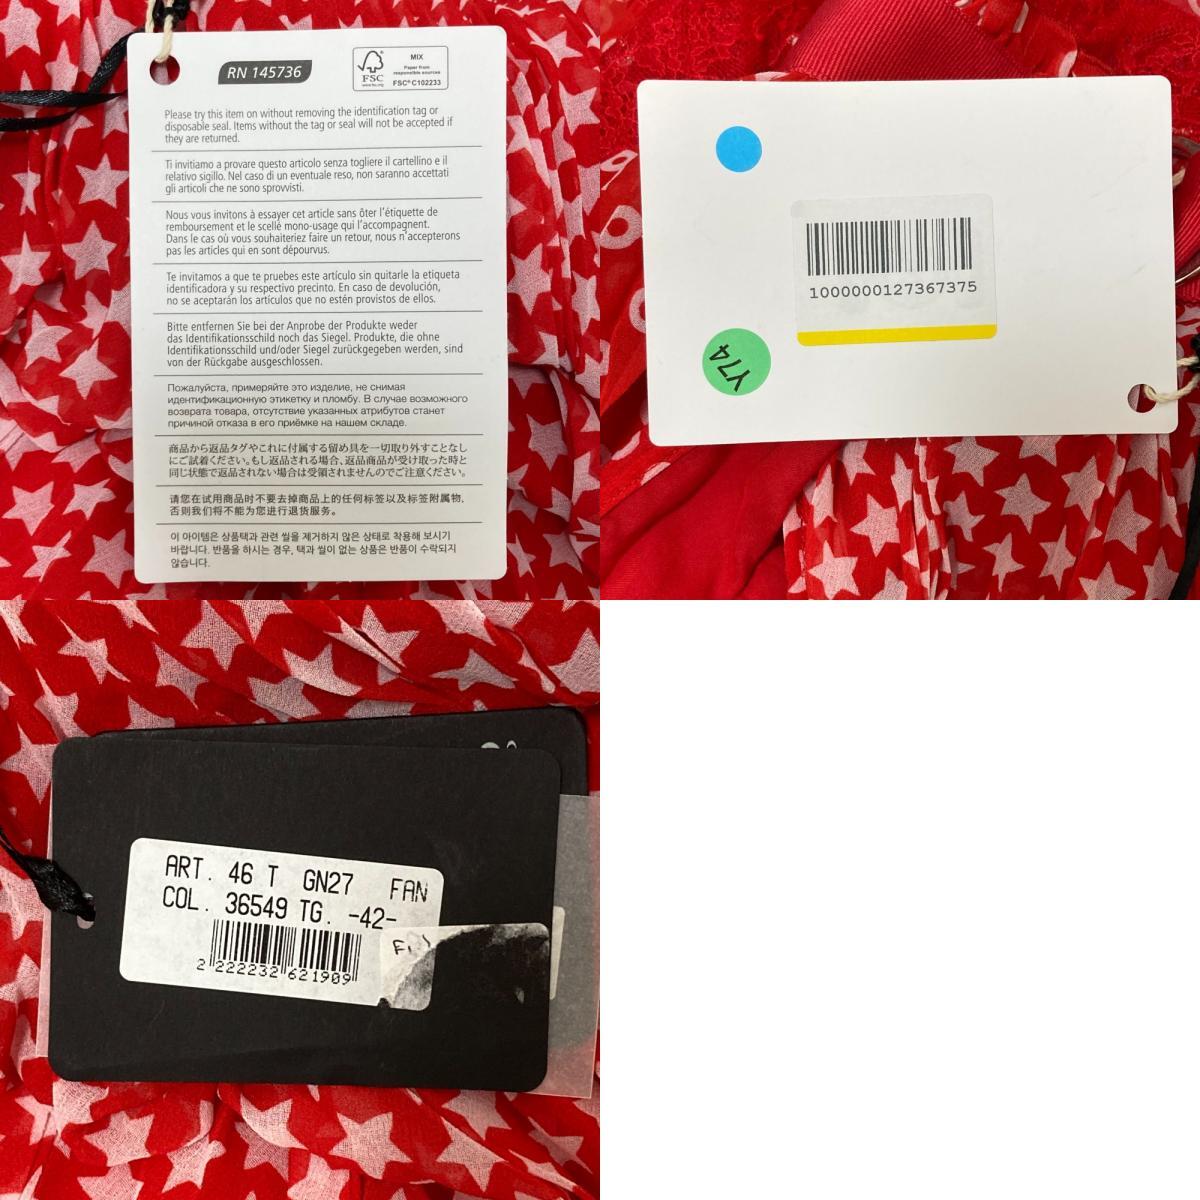 RN 145736
FSC
www.fsc.org
MIX
Paper from
responsible sources
FSC® C102233
Please try this item on without removing the identification tag or
disposable seal. Items without the tag or seal will not be accepted if
they are returned.
Ti invitiamo a provare questo articolo senza togliere il cartellino e il
relativo sigillo. Nel caso di un eventuale reso, non saranno accettati
gli articoli che ne sono sprovvisti.
Nous vous invitons à essayer cet article sans ôter l'étiquette de
remboursement et le scellé mono-usage qui l'accompagnent.
Dans le cas où vous souhaiteriez faire un retour, nous n'accepterons
pas les articles qui en sont dépourvus.
Te invitamos a que te pruebes este artículo sin quitarle la etiqueta
identificadora y su respectivo precinto. En caso de devolución,
no se aceptarán los artículos que no estén provistos de ellos.
Bitte entfernen Sie bei der Anprobe der Produkte weder
das Identifikationsschild noch das Siegel. Produkte, die ohne
Identifikationsschild und/oder Siegel zurückgegeben werden, sind
von der Rückgabe ausgeschlossen.
Пожалуйста, примеряйте это изделие, не снимая
идентификационную этикетку и пломбу. В случае возможного
возврата товара, отсутствие указанных атрибутов станет
причиной отказа в его приёмке на нашем складе.
商品から返品タグやこれに付属する留め具を一切取り外すことなし
にご試着ください。もし返品される場合、返品商品が受け取った時と
同じ状態で返品されない場合は受領されませんのでご注意ください。
请您在试用商品时不要去掉商品上的任何标签以及标签附属物，
否则我们将不能为您进行退货服务。
이 아이템은 상품택과 관련 씰을 제거하지 않은 상태로 착용해 보시기
바랍니다. 반품을 하시는 경우, 택과 씰이 없는 상품은 반품이 수락되지
않습니다.
1000000127367375
Y74
ART. 46 T GN27 FAN
COL. 36549 TG. -42-
2 222232 621909